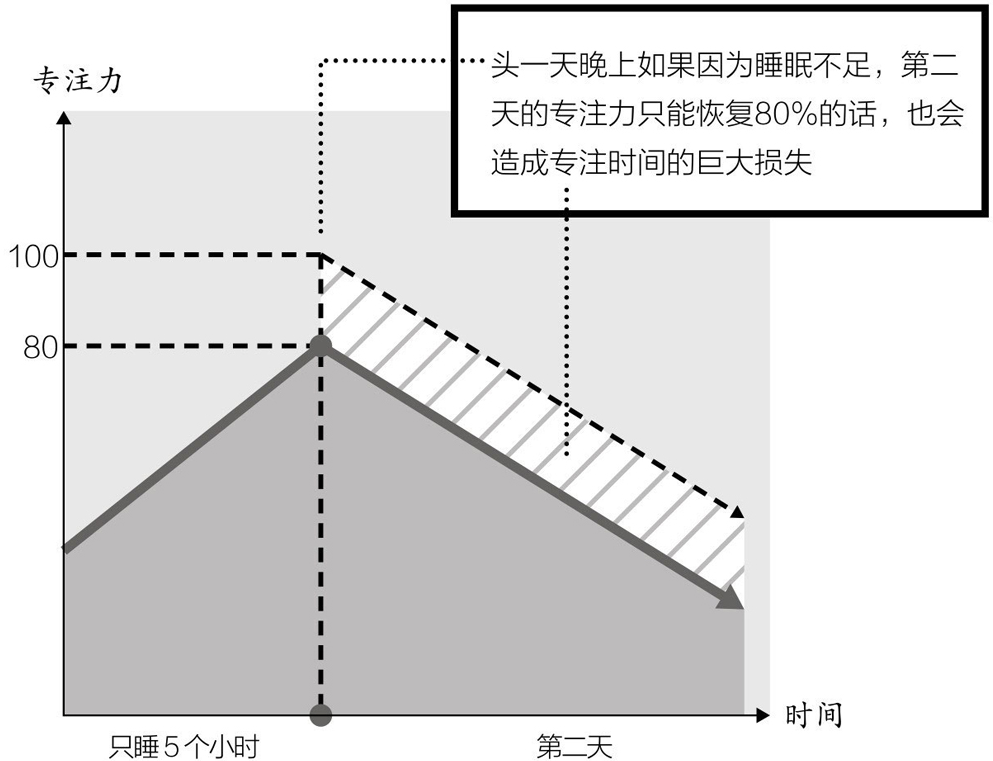 专注力
头一天晚上如果因为睡眠不足，第二
天的专注力只能恢复80%的话，也会
造成专注时间的巨大损失
100
80
时间
只睡5个小时
第二天